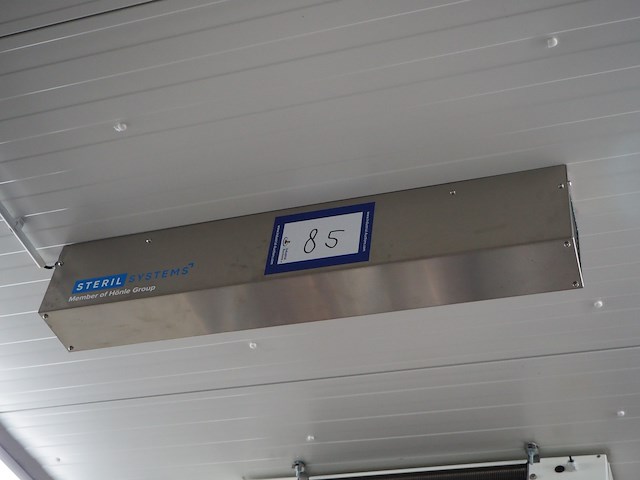 85
STERIL SYSTEMS
Member of Hönle Group